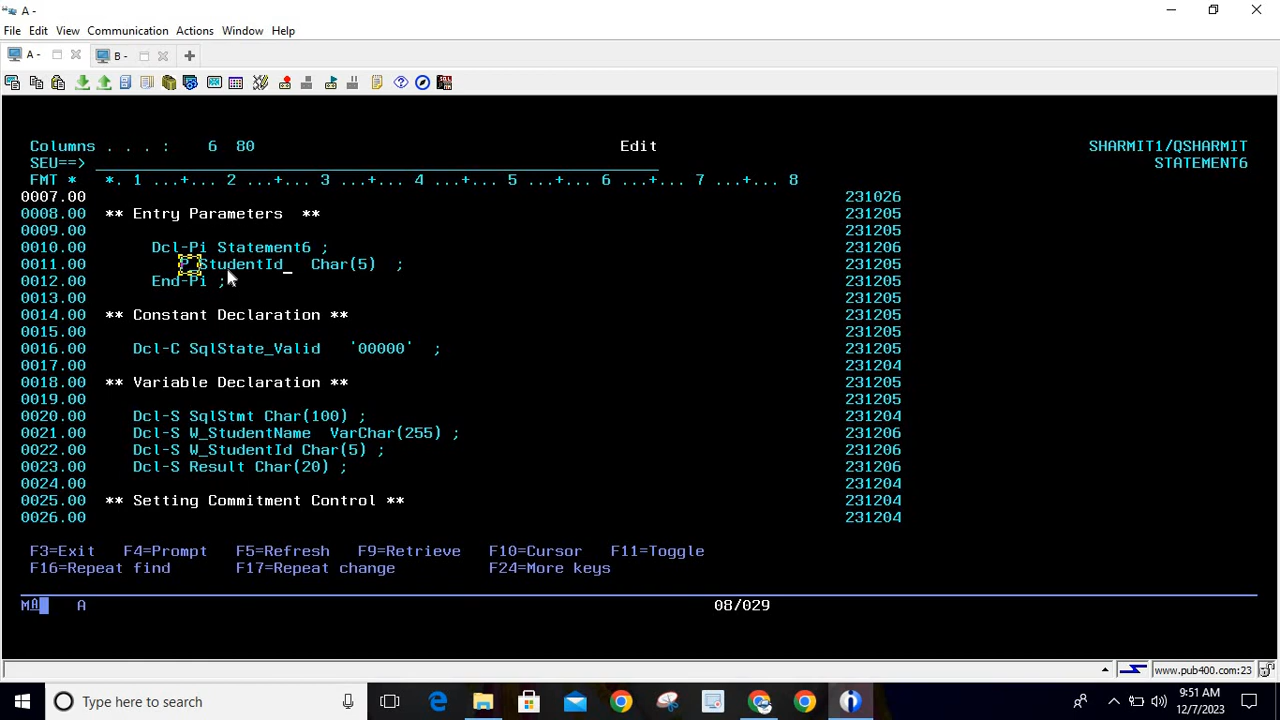 A -
File Edit View Communication Actions Window Help
A - B -
Columns . . . : 6 80 Edit SHARMIT1/QSHARMIT
SEU==> STATEMENT6
FMT * *. 1 ...+... 2 ...+... 3 ...+... 4 ...+... 5 ...+... 6 ...+... 7 ...+... 8
0007.00 231026
0008.00 ** Entry Parameters ** 231205
0009.00 231205
0010.00 Dcl-Pi Statement6 ; 231206
0011.00 P_StudentId_ Char(5) ; 231205
0012.00 End-Pi ; 231205
0013.00 231205
0014.00 ** Constant Declaration ** 231205
0015.00 231205
0016.00 Dcl-C SqlState_Valid '00000' ; 231205
0017.00 231204
0018.00 ** Variable Declaration ** 231205
0019.00 231205
0020.00 Dcl-S SqlStmt Char(100) ; 231204
0021.00 Dcl-S W_StudentName VarChar(255) ; 231206
0022.00 Dcl-S W_StudentId Char(5) ; 231206
0023.00 Dcl-S Result Char(20) ; 231206
0024.00 231204
0025.00 ** Setting Commitment Control ** 231204
0026.00 231204
F3=Exit F4=Prompt F5=Refresh F9=Retrieve F10=Cursor F11=Toggle
F16=Repeat find F17=Repeat change F24=More keys
MA A 08/029
www.pub400.com:23
Type here to search 9:51 AM
12/7/2023